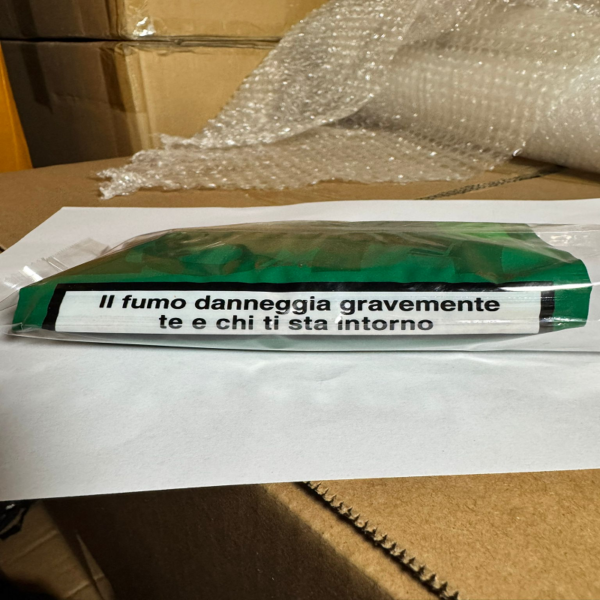 Il fumo danneggia gravemente
te e chi ti sta intorno